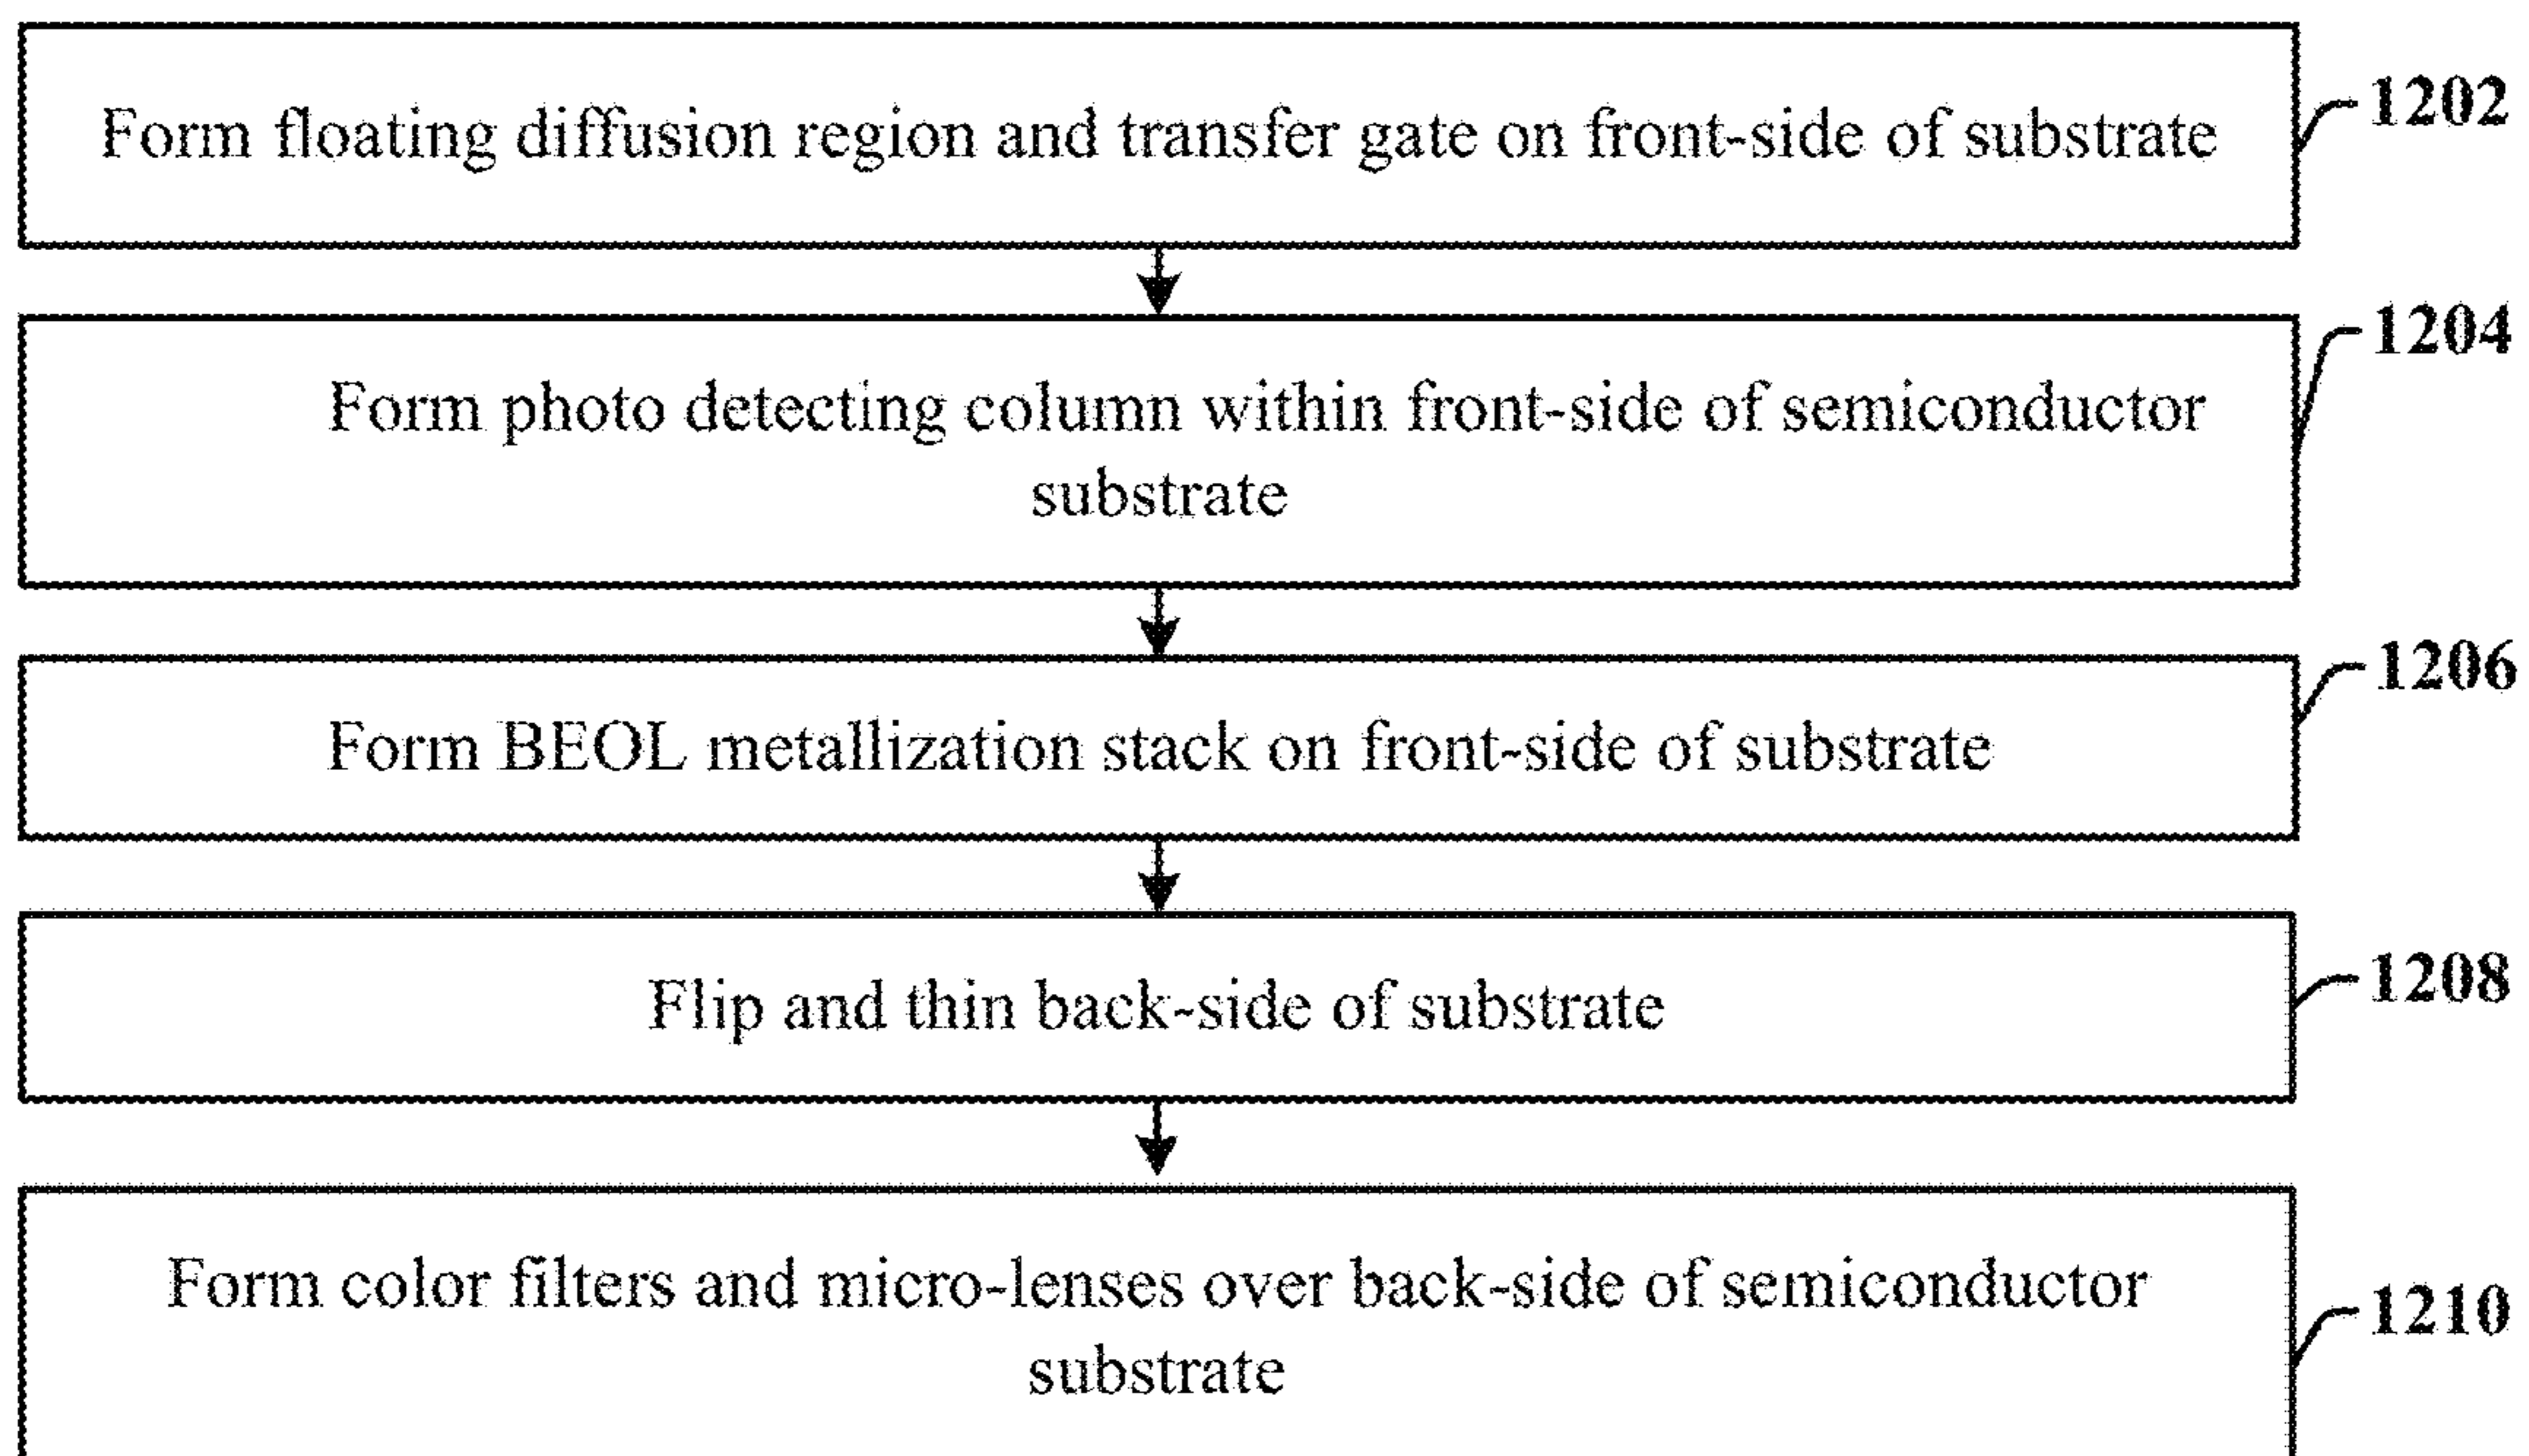 Form floating diffusion region and transfer gate on front-side of substrate
1202
Form photo detecting column within front-side of semiconductor
substrate
1204
Form BEOL metallization stack on front-side of substrate
1206
Flip and thin back-side of substrate
1208
Form color filters and micro-lenses over back-side of semiconductor
substrate
1210